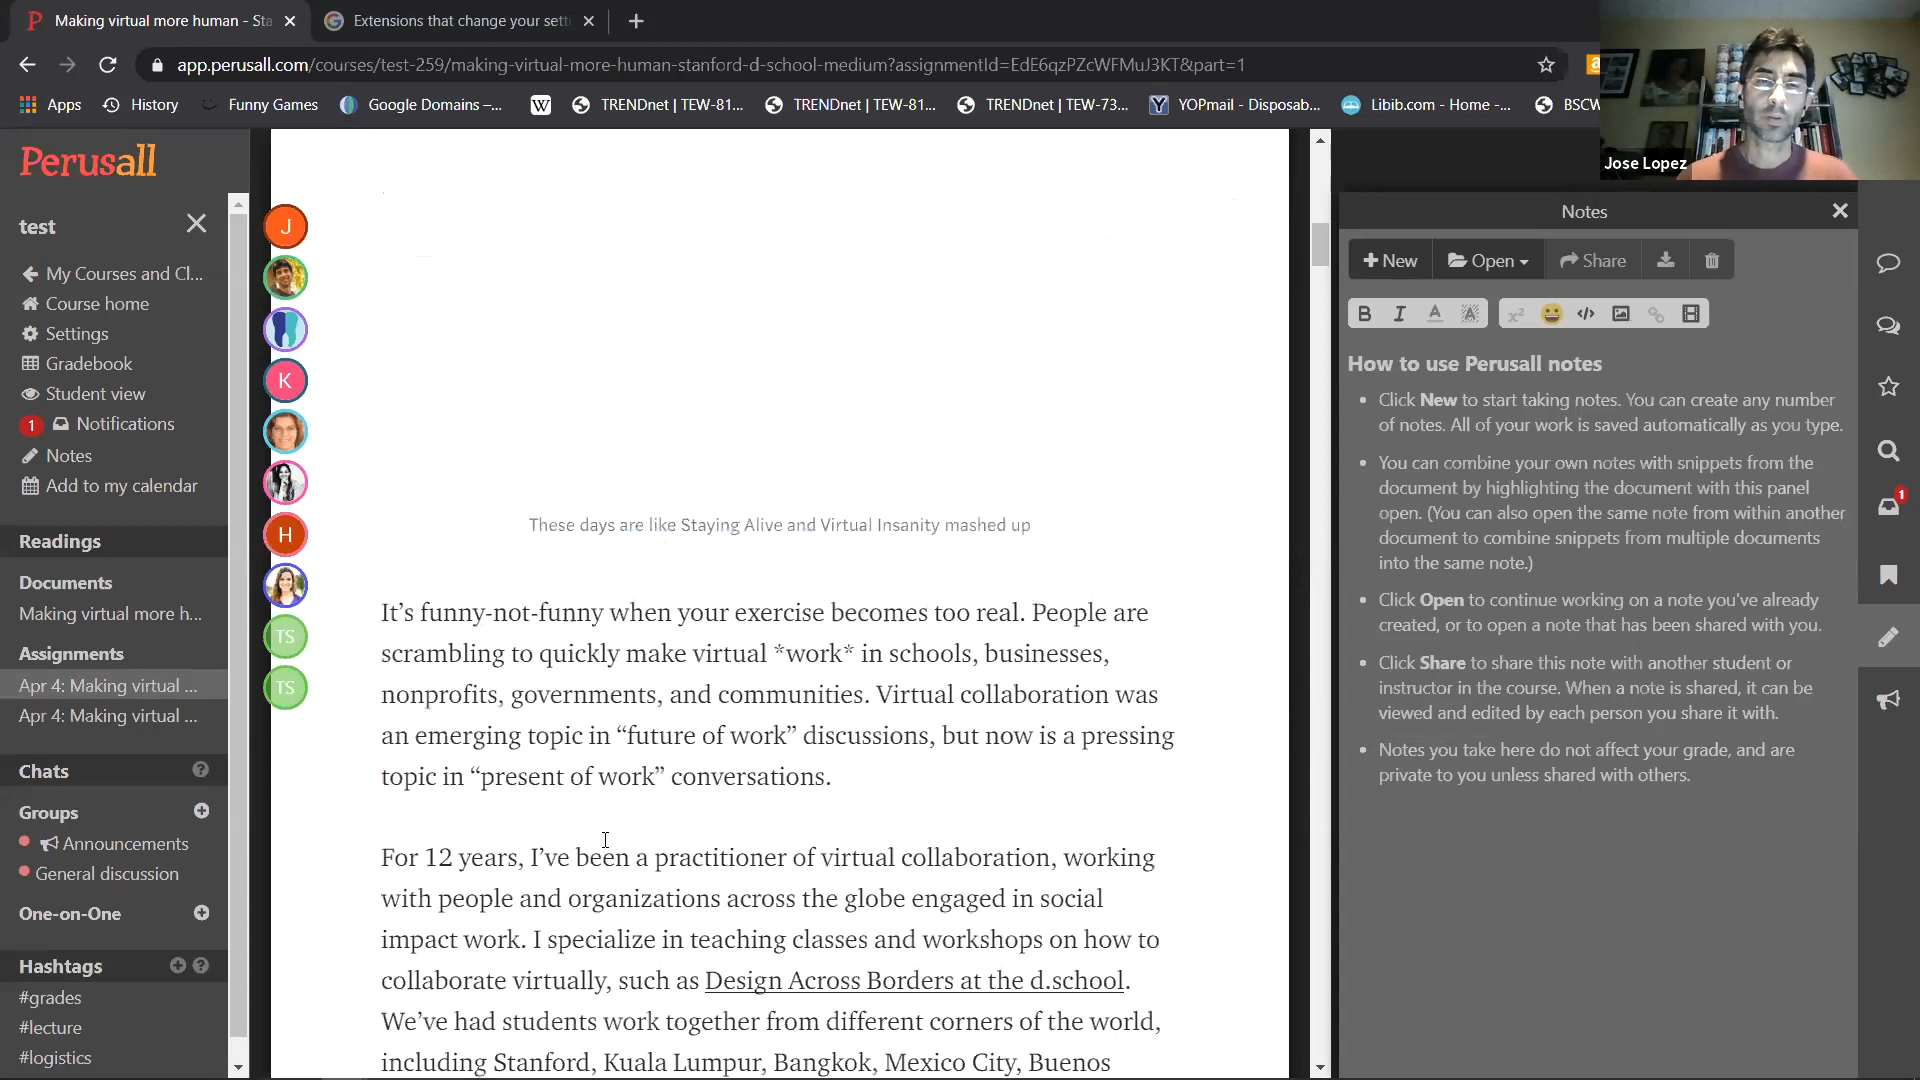 Making virtual more human - Sta
Extensions that change your sett
app.perusall.com/courses/test-259/making-virtual-more-human-stanford-d-school-medium?assignmentId=EdE6qzPZcWFMuJ3KT&part=1
Apps
History
Funny Games
Google Domains –...
W
TRENDnet | TEW-81...
TRENDnet | TEW-81...
TRENDnet | TEW-73...
Y
YOPmail - Disposab...
Libib.com - Home -...
BSCW
Jose Lopez
Perusall
test
My Courses and Cl...
Course home
Settings
Gradebook
Student view
1
Notifications
Notes
Add to my calendar
Readings
Documents
Making virtual more h...
Assignments
Apr 4: Making virtual ...
Apr 4: Making virtual ...
Chats
Groups
Announcements
General discussion
One-on-One
Hashtags
#grades
#lecture
#logistics
J
K
H
TS
TS
These days are like Staying Alive and Virtual Insanity mashed up
It’s funny-not-funny when your exercise becomes too real. People are
scrambling to quickly make virtual *work* in schools, businesses,
nonprofits, governments, and communities. Virtual collaboration was
an emerging topic in “future of work” discussions, but now is a pressing
topic in “present of work” conversations.
For 12 years, I’ve been a practitioner of virtual collaboration, working
with people and organizations across the globe engaged in social
impact work. I specialize in teaching classes and workshops on how to
collaborate virtually, such as Design Across Borders at the d.school.
We’ve had students work together from different corners of the world,
including Stanford, Kuala Lumpur, Bangkok, Mexico City, Buenos
Notes
New
Open
Share
B I A A x² </>
How to use Perusall notes
Click New to start taking notes. You can create any number
of notes. All of your work is saved automatically as you type.
You can combine your own notes with snippets from the
document by highlighting the document with this panel
open. (You can also open the same note from within another
document to combine snippets from multiple documents
into the same note.)
Click Open to continue working on a note you've already
created, or to open a note that has been shared with you.
Click Share to share this note with another student or
instructor in the course. When a note is shared, it can be
viewed and edited by each person you share it with.
Notes you take here do not affect your grade, and are
private to you unless shared with others.
1